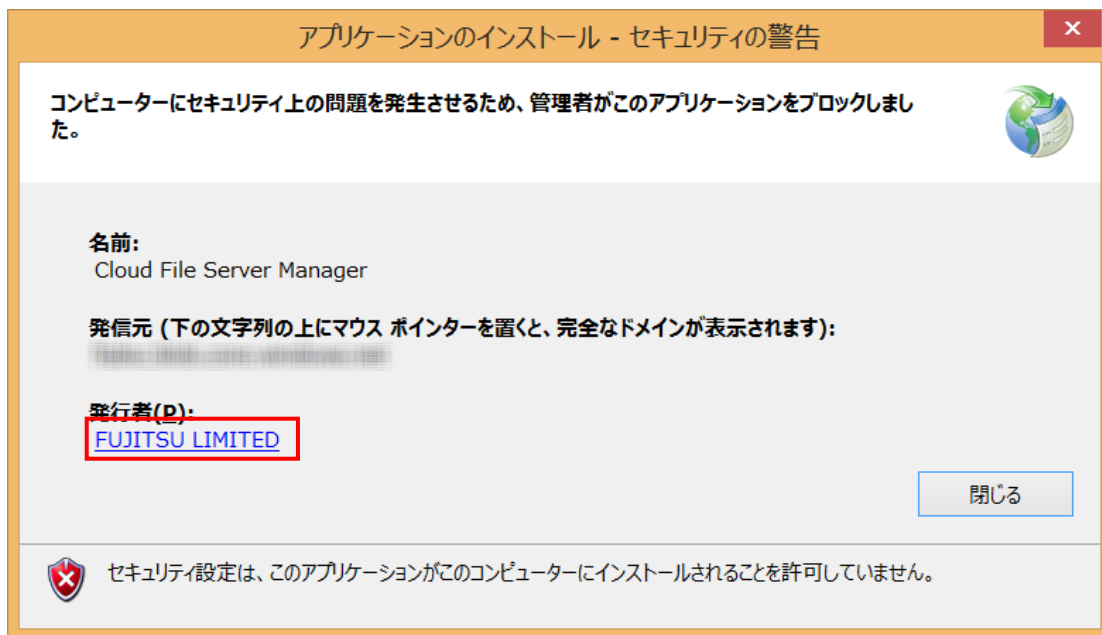 アプリケーションのインストール - セキュリティの警告
コンピューターにセキュリティ上の問題を発生させるため、管理者がこのアプリケーションをブロックしまし
た。
名前:
Cloud File Server Manager
発信元 (下の文字列の上にマウス ポインターを置くと、完全なドメインが表示されます):
発行者(P):
FUJITSU LIMITED
閉じる
セキュリティ設定は、このアプリケーションがこのコンピューターにインストールされることを許可していません。